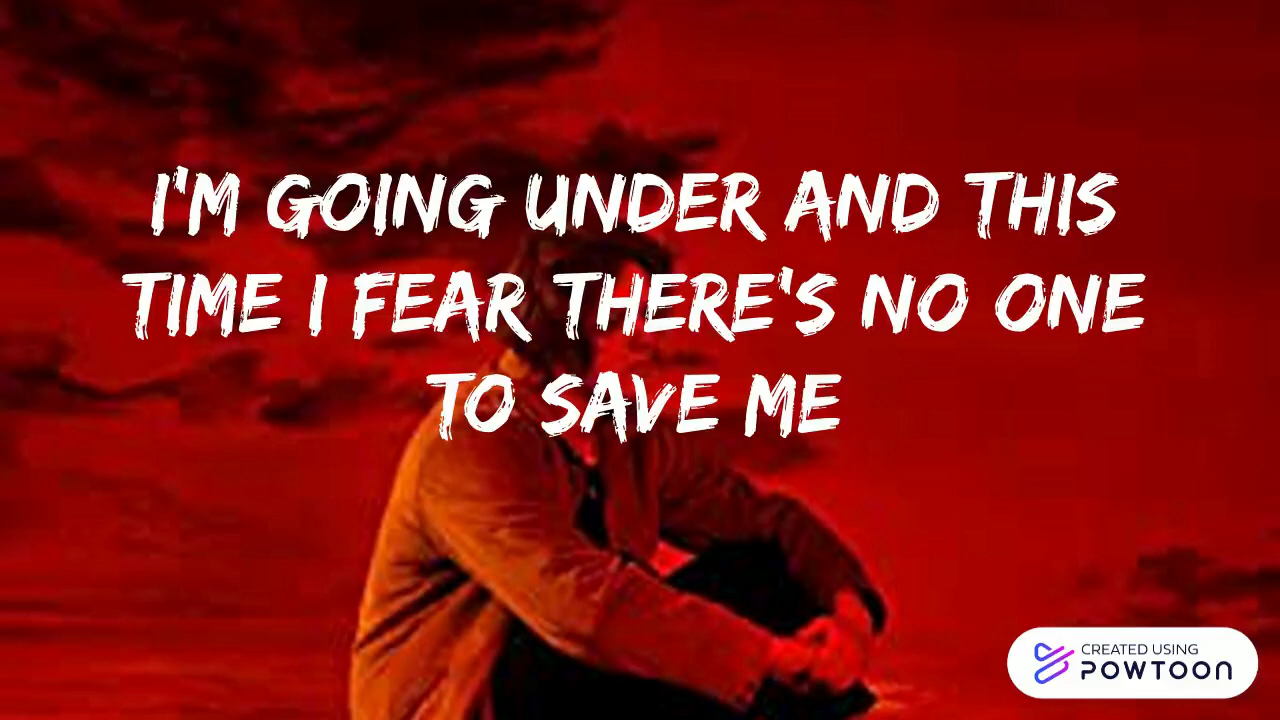 I'M GOING UNDER AND THIS
TIME I FEAR THERE'S NO ONE
TO SAVE ME
CREATED USING
POWTOON